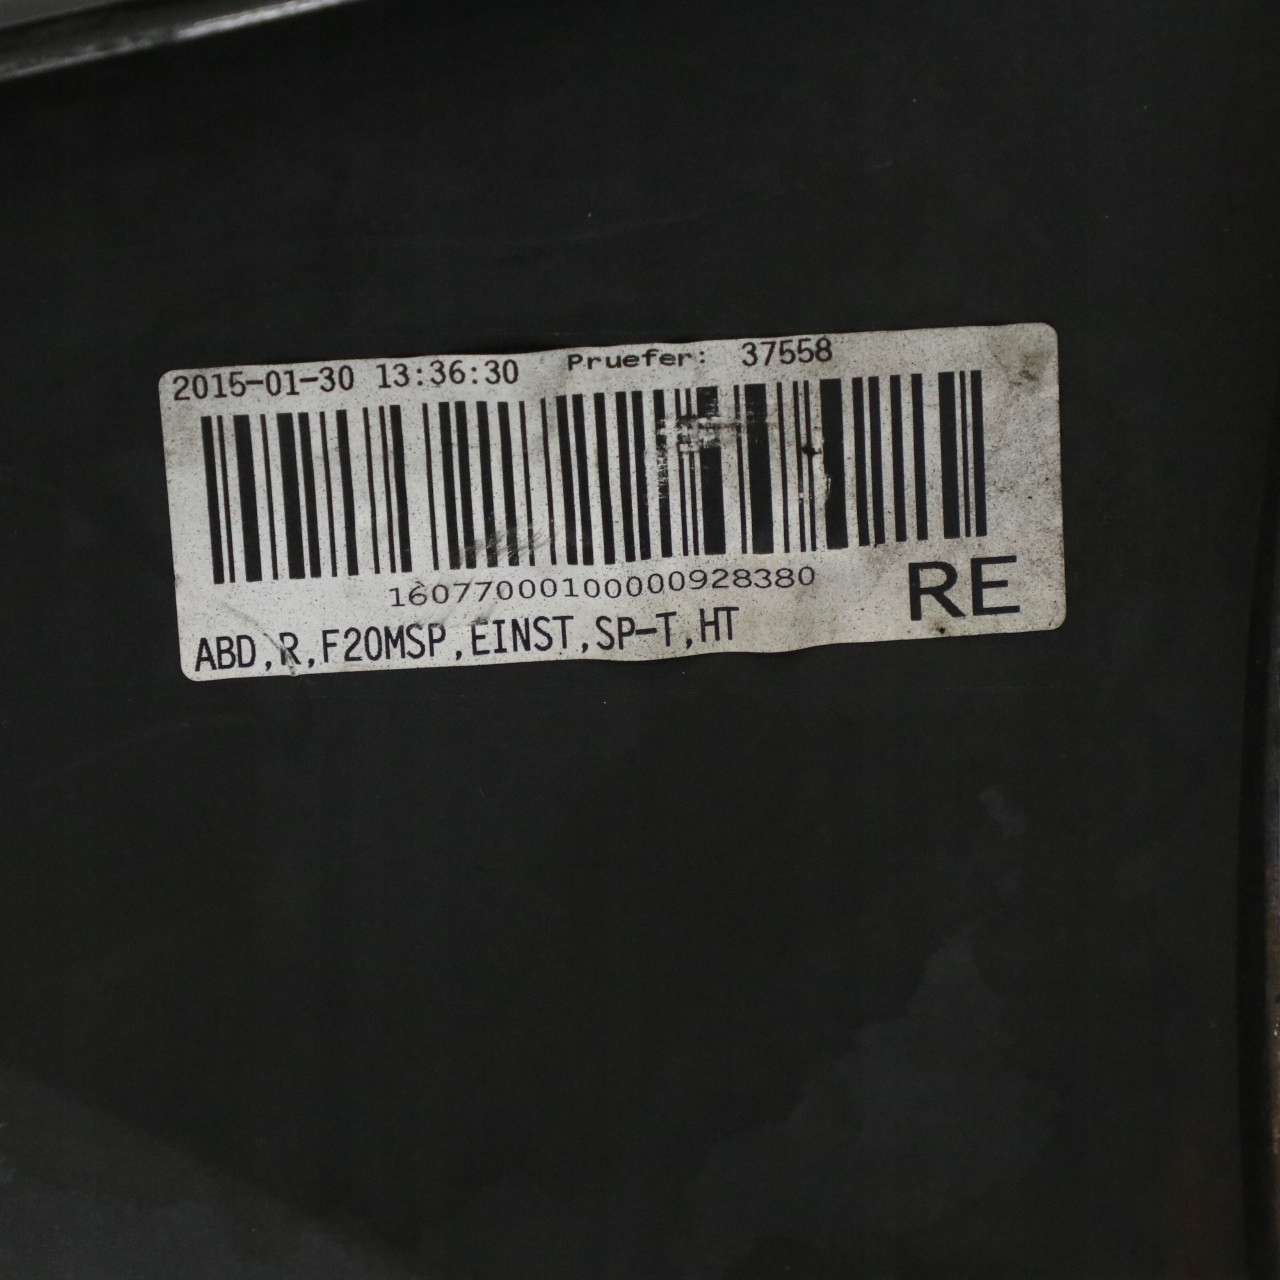 2015-01-30 13:36:30 Pruefer: 37558
16077000100000928380
RE
ABD,R,F20MSP,EINST,SP-T,HT